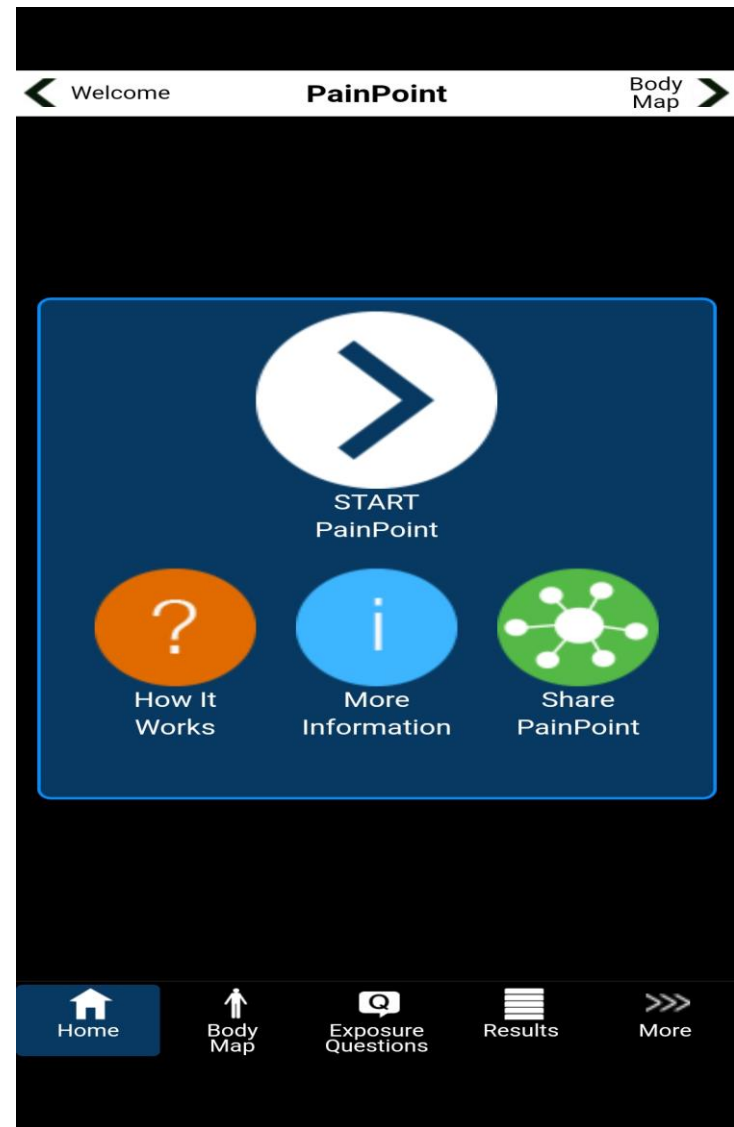 Welcome
PainPoint
Body
Map
START
PainPoint
?
How It
Works
i
More
Information
Share
PainPoint
Home
Body
Map
Q
Exposure
Questions
Results
>>>
More